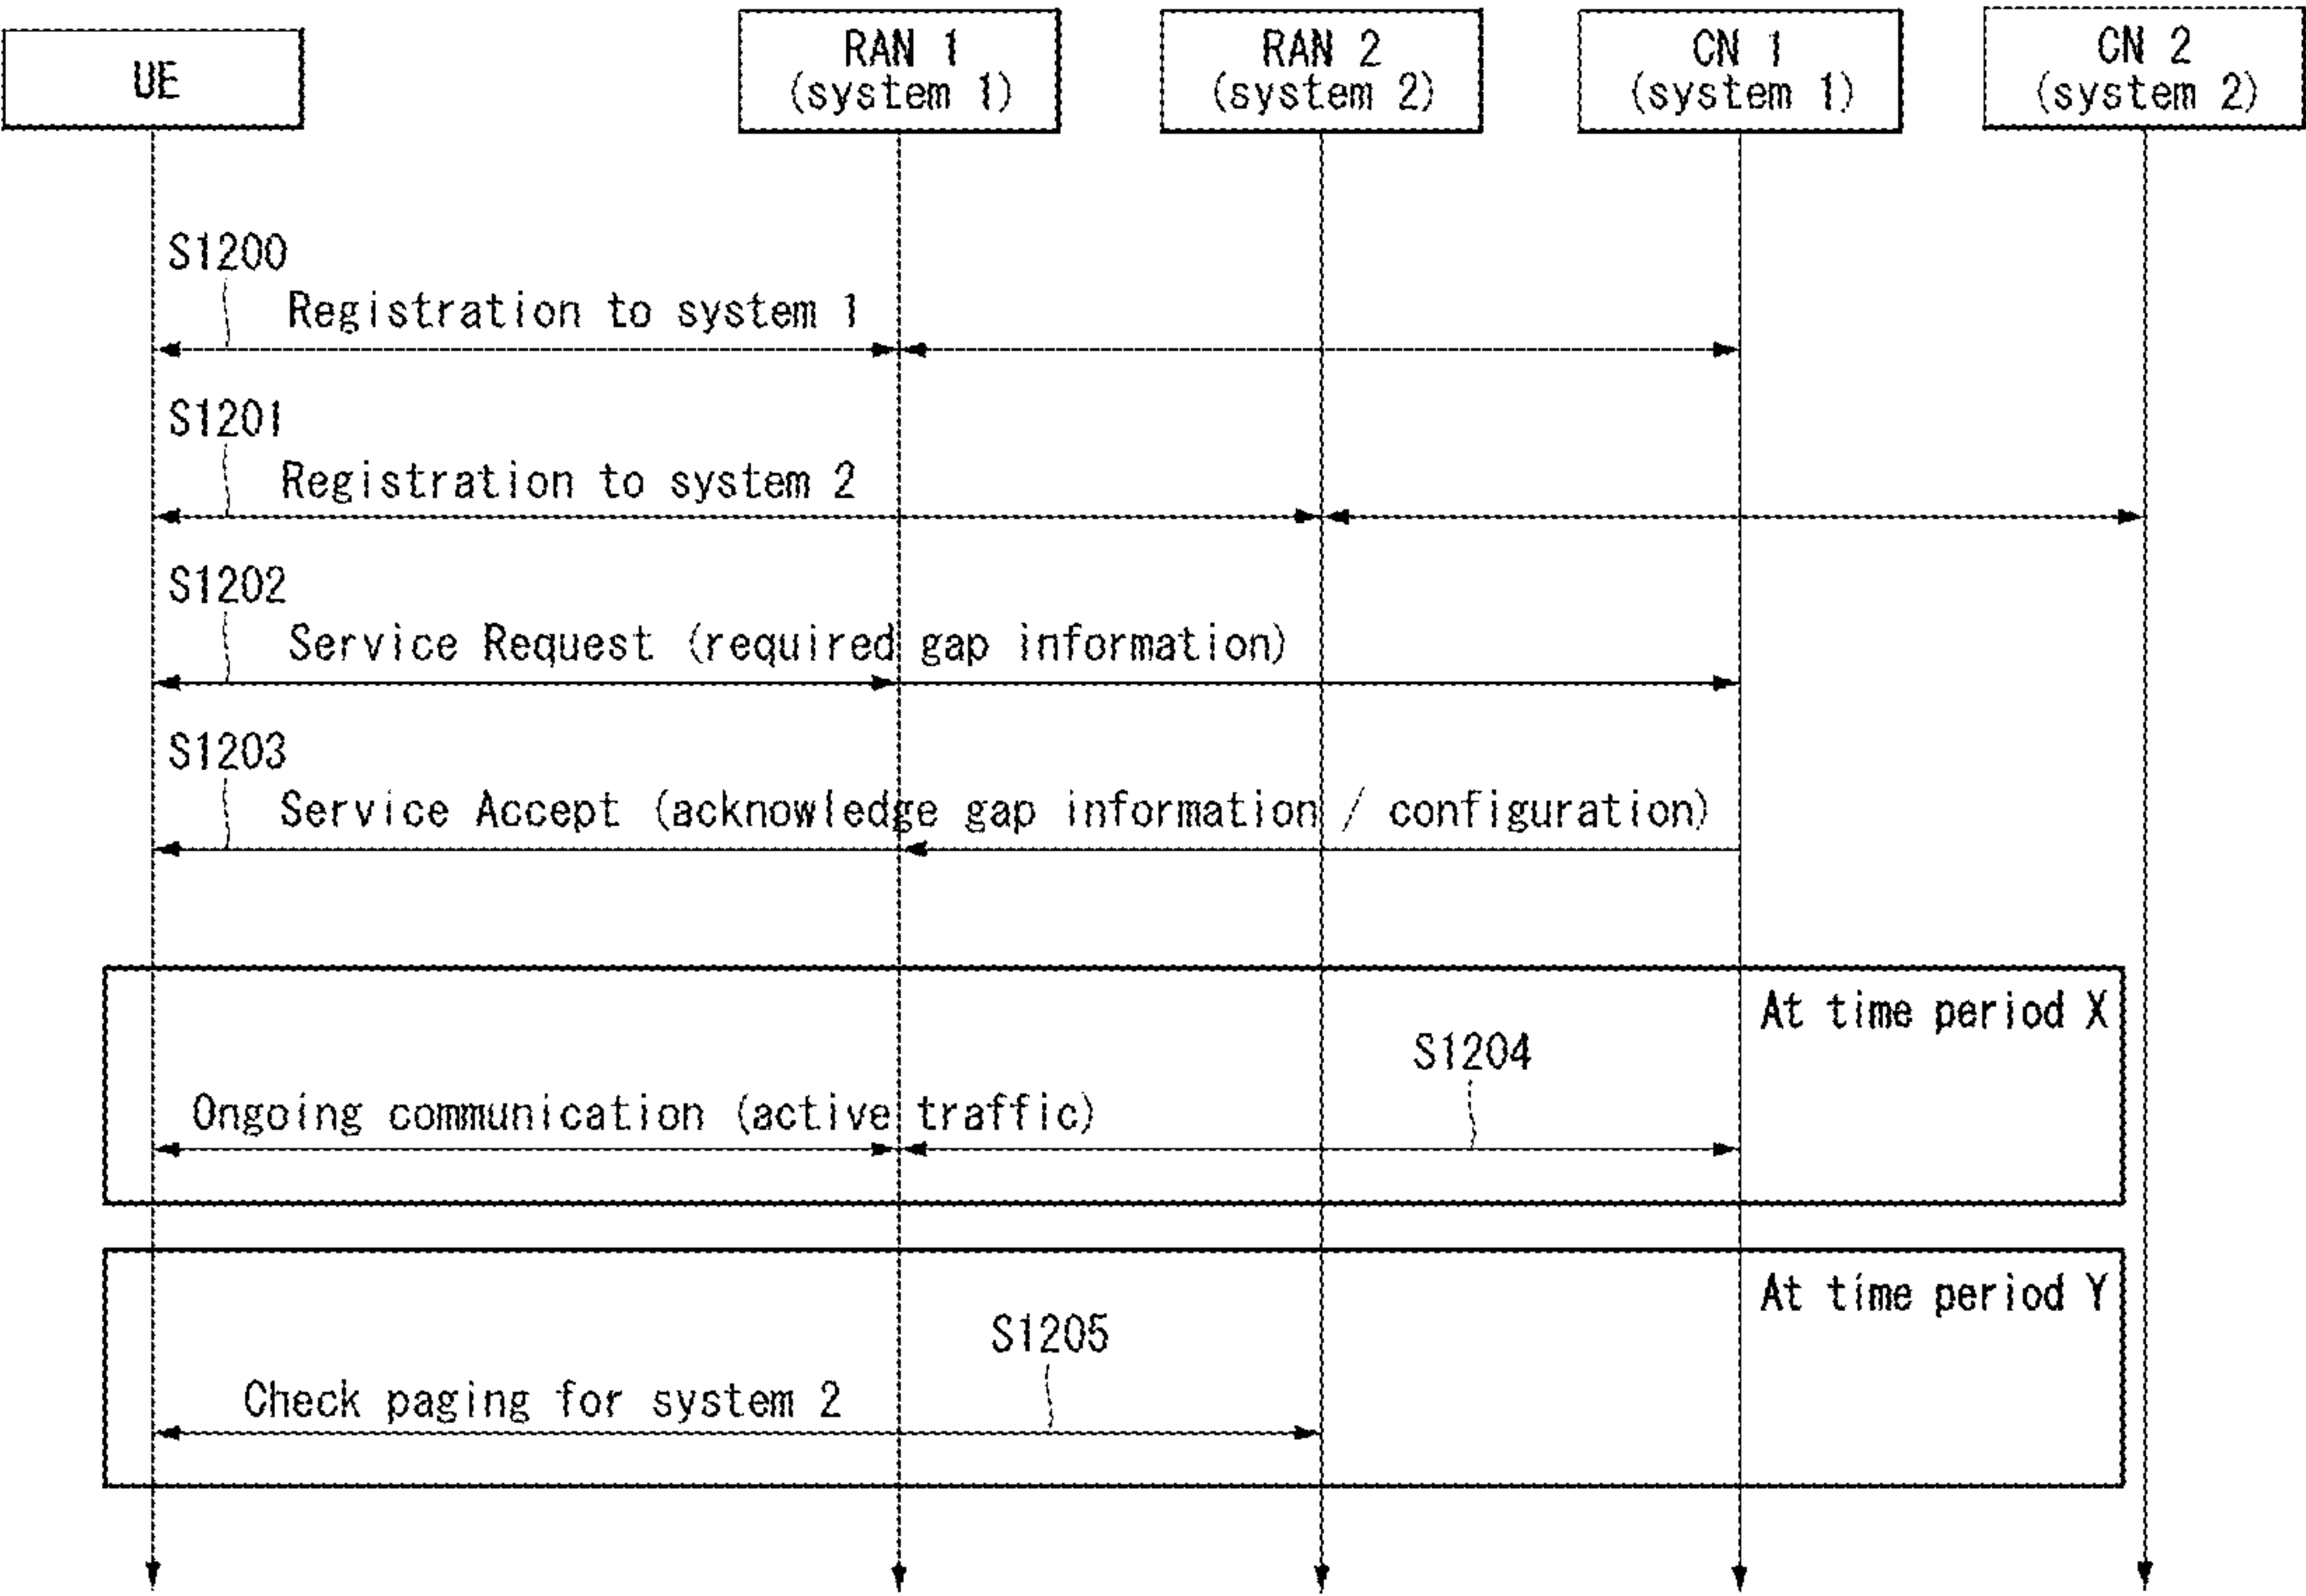 UE
RAN 1
(system 1)
RAN 2
(system 2)
CN 1
(system 1)
CN 2
(system 2)
S1200
Registration to system 1
S1201
Registration to system 2
S1202
Service Request (required gap information)
S1203
Service Accept (acknowledge gap information / configuration)
At time period X
S1204
Ongoing communication (active traffic)
At time period Y
S1205
Check paging for system 2